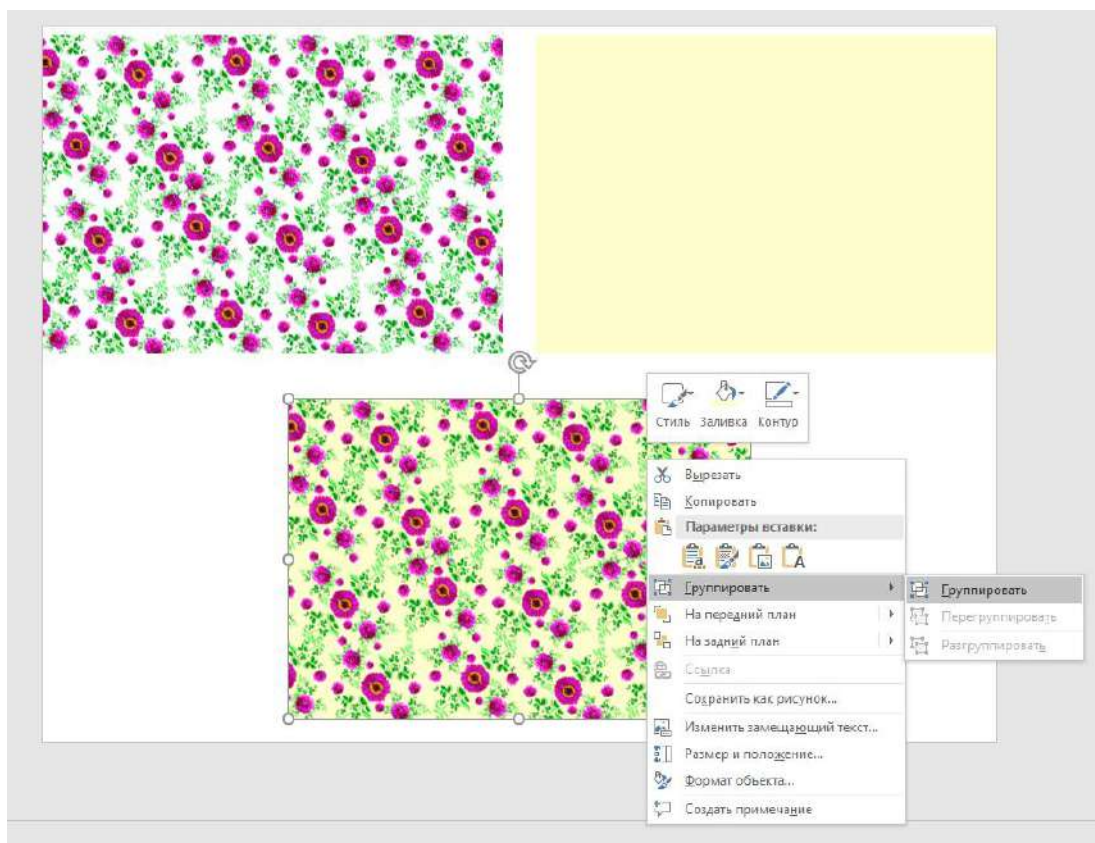 Стиль Заливка Контур
Вырезать
Копировать
Параметры вставки:
Группировать
Группировать
На передний план
Перегруппировать
На задний план
Разгруппировать
Ссылка
Сохранить как рисунок...
Изменить замещающий текст...
Размер и положение...
Формат объекта...
Создать примечание